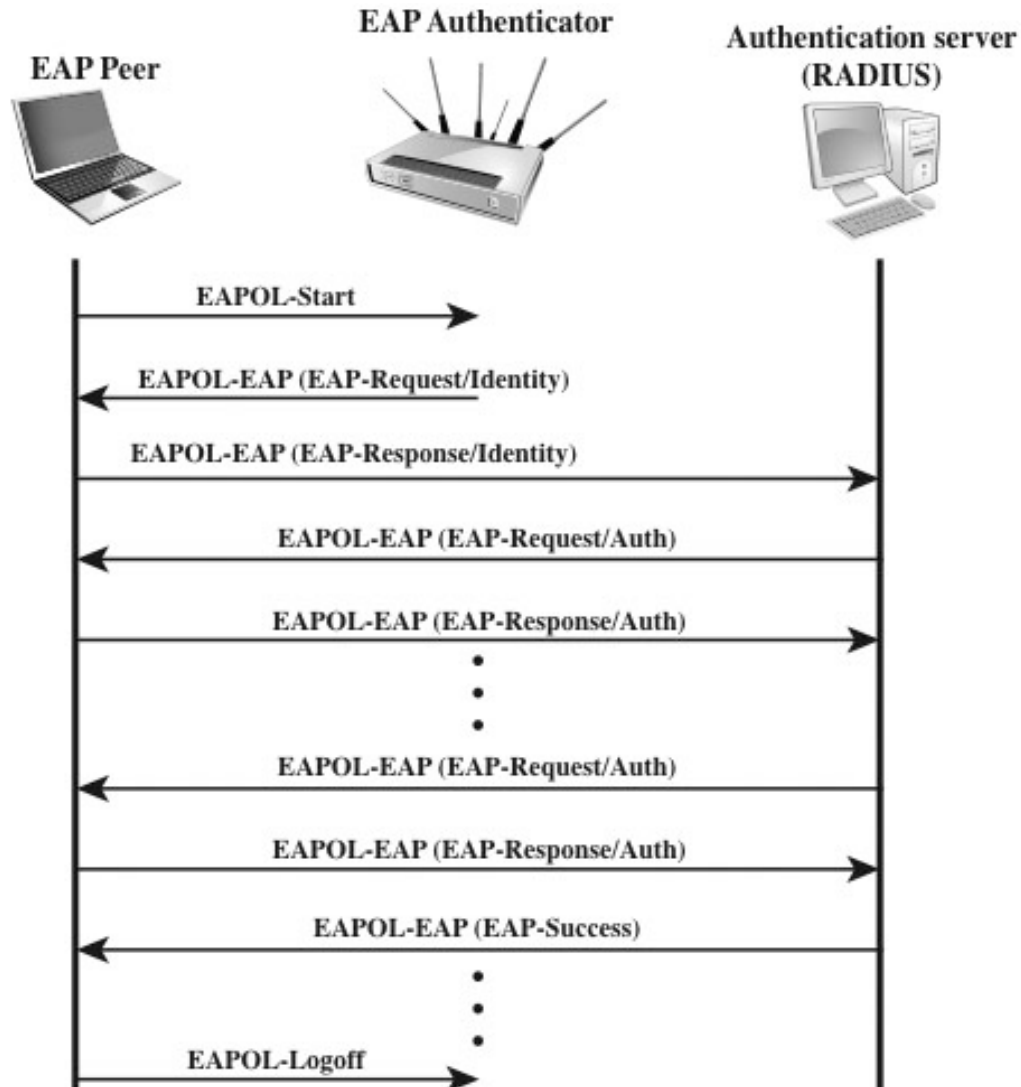 EAP Peer
EAP Authenticator
Authentication server
(RADIUS)
EAPOL-Start
EAPOL-EAP (EAP-Request/Identity)
EAPOL-EAP (EAP-Response/Identity)
EAPOL-EAP (EAP-Request/Auth)
EAPOL-EAP (EAP-Response/Auth)
EAPOL-EAP (EAP-Request/Auth)
EAPOL-EAP (EAP-Response/Auth)
EAPOL-EAP (EAP-Success)
EAPOL-Logoff